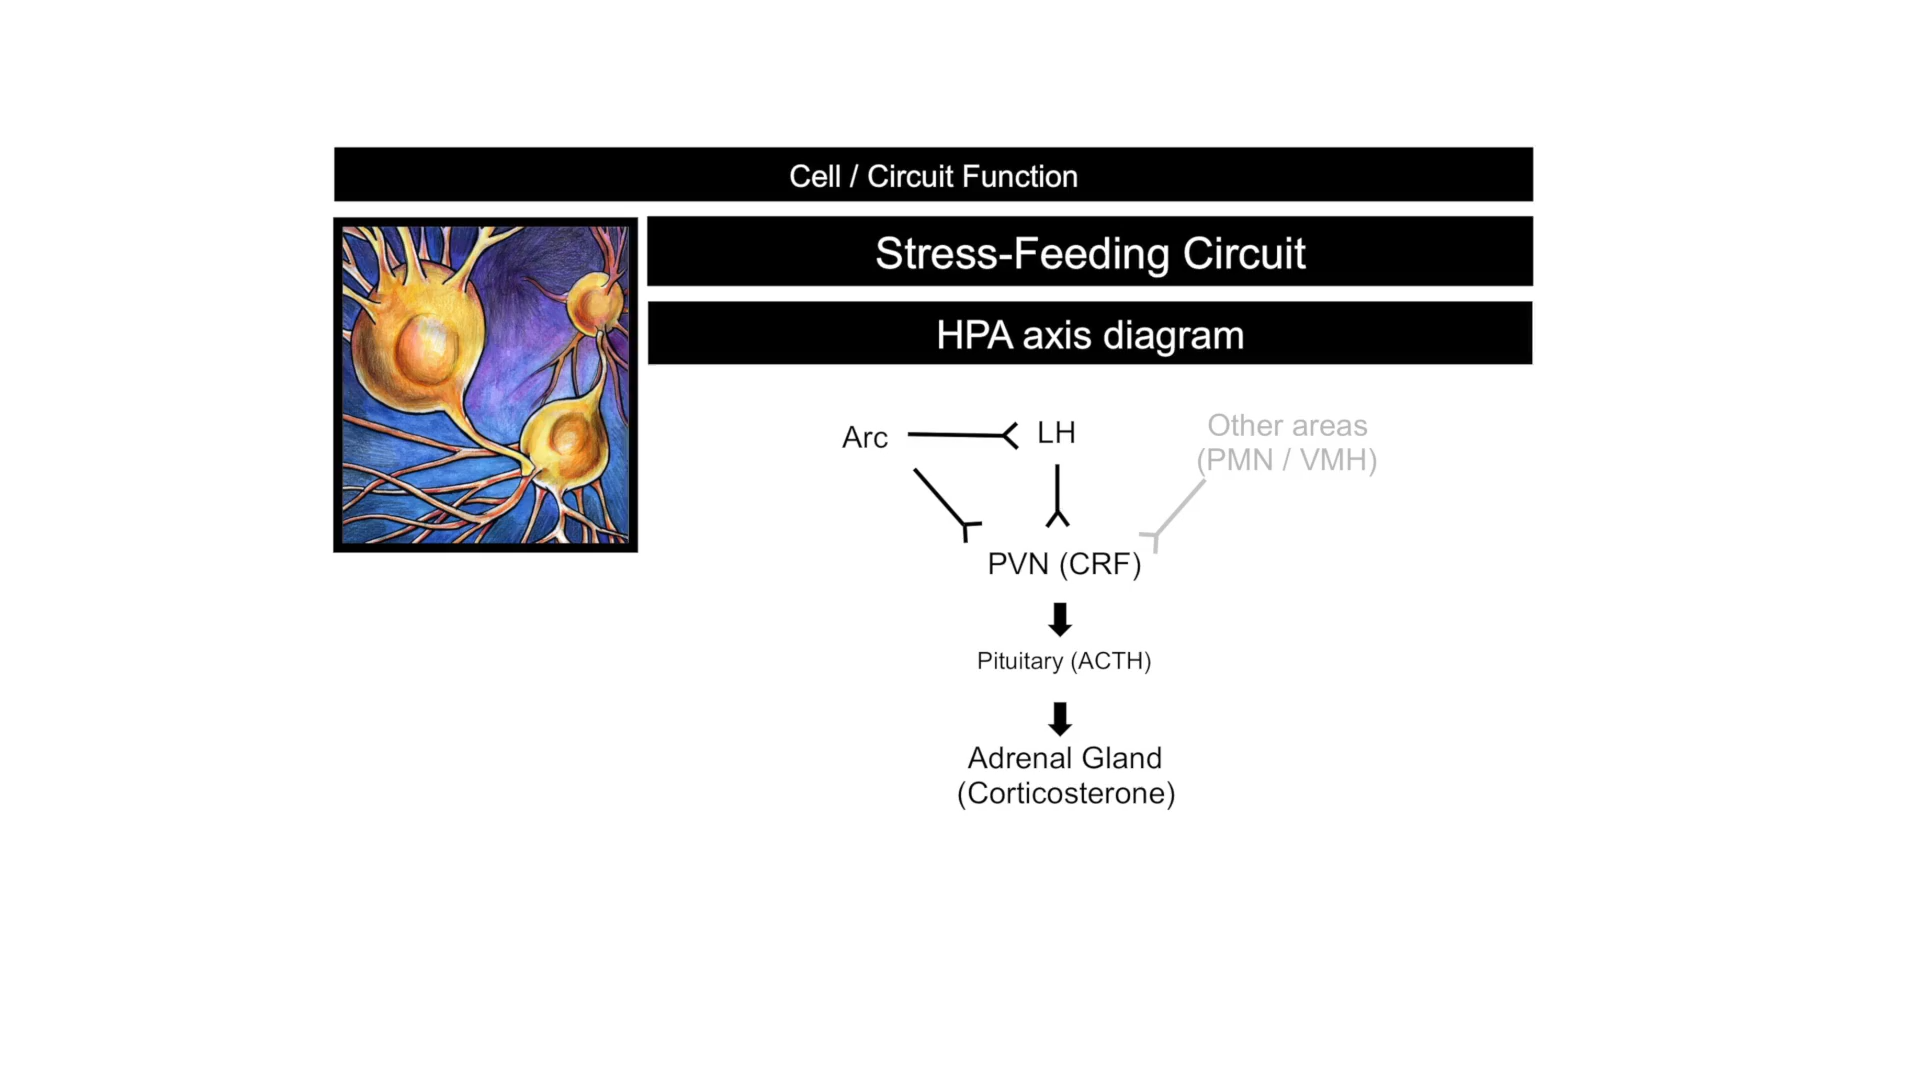 Cell / Circuit Function
Stress-Feeding Circuit
HPA axis diagram
Arc
LH
Other areas
(PMN / VMH)
PVN (CRF)
Pituitary (ACTH)
Adrenal Gland
(Corticosterone)